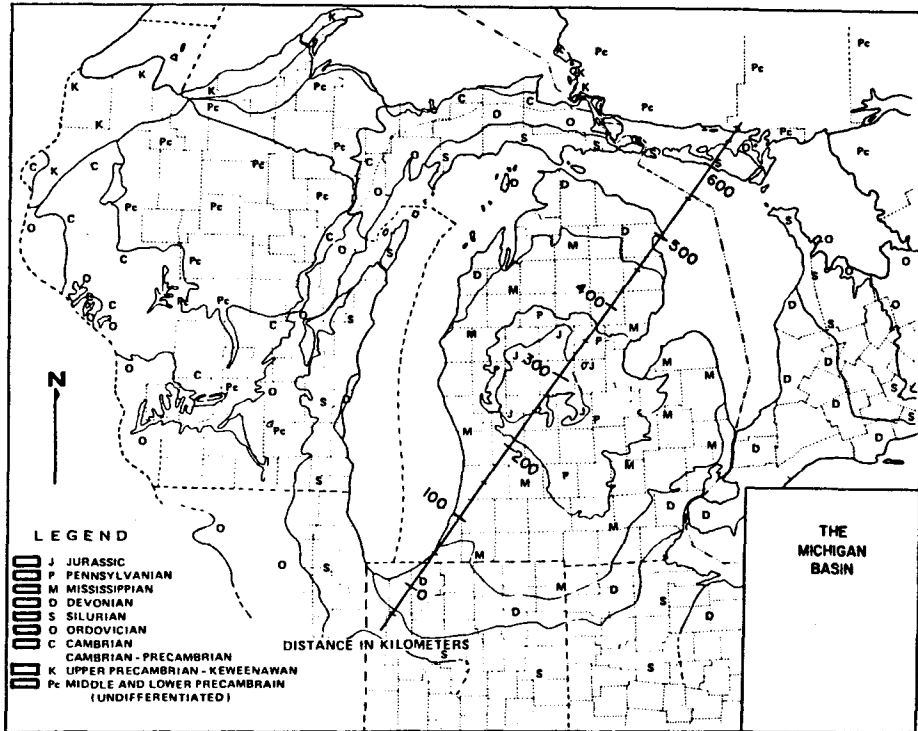 N
600
500
400
300
200
100
0
DISTANCE IN KILOMETERS
LEGEND
J JURASSIC
P PENNSYLVANIAN
M MISSISSIPPIAN
D DEVONIAN
S SILURIAN
O ORDOVICIAN
C CAMBRIAN
CAMBRIAN - PRECAMBRIAN
K UPPER PRECAMBRIAN - KEWEENAWAN
Pc MIDDLE AND LOWER PRECAMBRAIN
(UNDIFFERENTIATED)
THE
MICHIGAN
BASIN